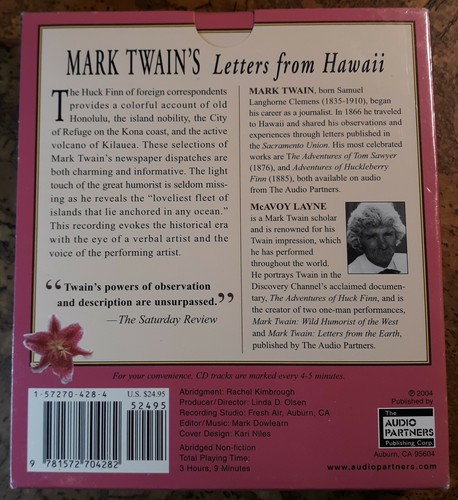 MARK TWAIN'S Letters from Hawaii
The Huck Finn of foreign correspondents
provides a colorful account of old
Honolulu, the island nobility, the City
of Refuge on the Kona coast, and the active
volcano of Kilauea. These selections of
Mark Twain's newspaper dispatches are
both charming and informative. The light
touch of the great humorist is seldom miss-
ing as he reveals the "loveliest fleet of
islands that lie anchored in any ocean."
This recording evokes the historical era
with the eye of a verbal artist and the
voice of the performing artist.
"Twain's powers of observation
and description are unsurpassed."
—The Saturday Review
MARK TWAIN, born Samuel
Langhorne Clemens (1835-1910), began
his career as a journalist. In 1866 he traveled
to Hawaii and shared his observations and
experiences through letters published in
the Sacramento Union. His most celebrated
works are The Adventures of Tom Sawyer
(1876), and Adventures of Huckleberry
Finn (1885), both available on audio
from The Audio Partners.
McAVOY LAYNE
is a Mark Twain scholar
and is renowned for his
Twain impression, which
he has performed
throughout the world.
He portrays Twain in the
Discovery Channel's acclaimed documen-
tary, The Adventures of Huck Finn, and is
the creator of two one-man performances,
Mark Twain: Wild Humorist of the West
and Mark Twain: Letters from the Earth,
published by The Audio Partners.
For your convenience, CD tracks are marked every 4-5 minutes.
1-57270-428-4 U.S. $24.95
52495
9 781572 704282
Abridgment: Rachel Kimbrough
Producer/Director: Linda D. Olsen
Recording Studio: Fresh Air, Auburn, CA
Editor/Music: Mark Dowlearn
Cover Design: Kari Niles
Abridged Non-fiction
Total Playing Time:
3 Hours, 9 Minutes
℗ 2004
Published by
The
AUDIO
PARTNERS
Publishing Corp.
Auburn, CA 95604
www.audiopartners.com